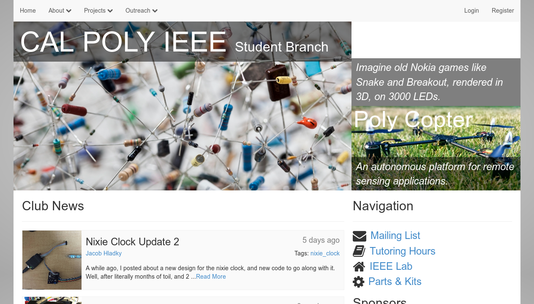 Home About Projects Outreach Login Register
CAL POLY IEEE Student Branch
Imagine old Nokia games like
Snake and Breakout, rendered in
3D, on 3000 LEDs.
Poly Copter
An autonomous platform for remote
sensing applications.
Club News
Nixie Clock Update 2 5 days ago
Jacob Hladky Tags: nixie_clock
A while ago, I posted about a new design for the nixie clock, and new code to go along with it.
Well, after literally months of toil, and 2 ...Read More
Navigation
Mailing List
Tutoring Hours
IEEE Lab
Parts & Kits
Sponsors